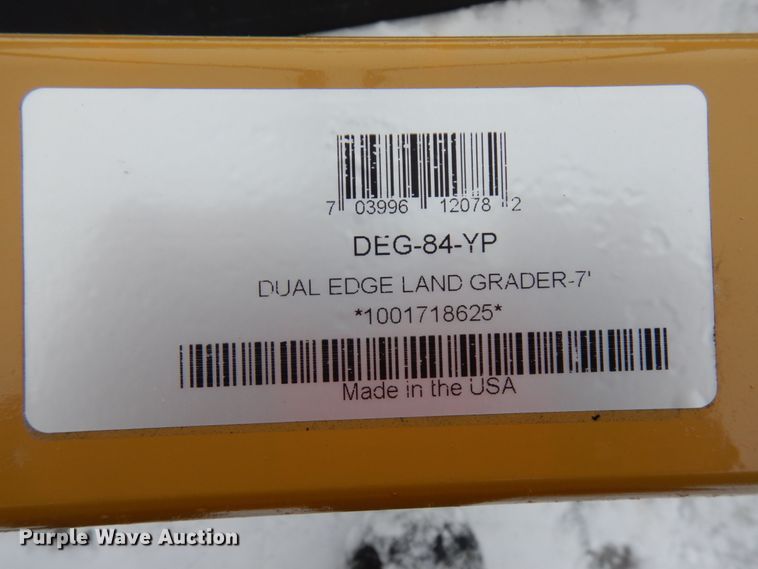 7 03996 12078 2
DEG-84-YP
DUAL EDGE LAND GRADER-7'
*1001718625*
Made in the USA
Purple Wave Auction